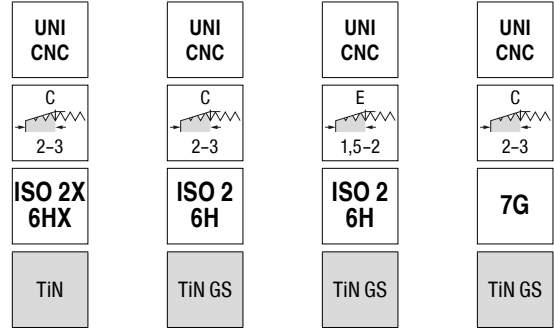 UNI UNI UNI UNI
CNC CNC CNC CNC
C C E C
2–3 2–3 1,5–2 2–3
ISO 2X ISO 2 ISO 2 7G
6HX 6H 6H
TiN TiN GS TiN GS TiN GS